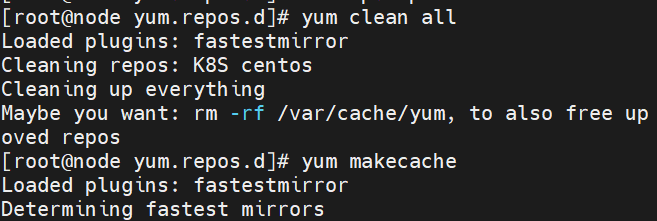 [root@node yum.repos.d]# yum clean all
Loaded plugins: fastestmirror
Cleaning repos: K8S centos
Cleaning up everything
Maybe you want: rm -rf /var/cache/yum, to also free up
oved repos
[root@node yum.repos.d]# yum makecache
Loaded plugins: fastestmirror
Determining fastest mirrors